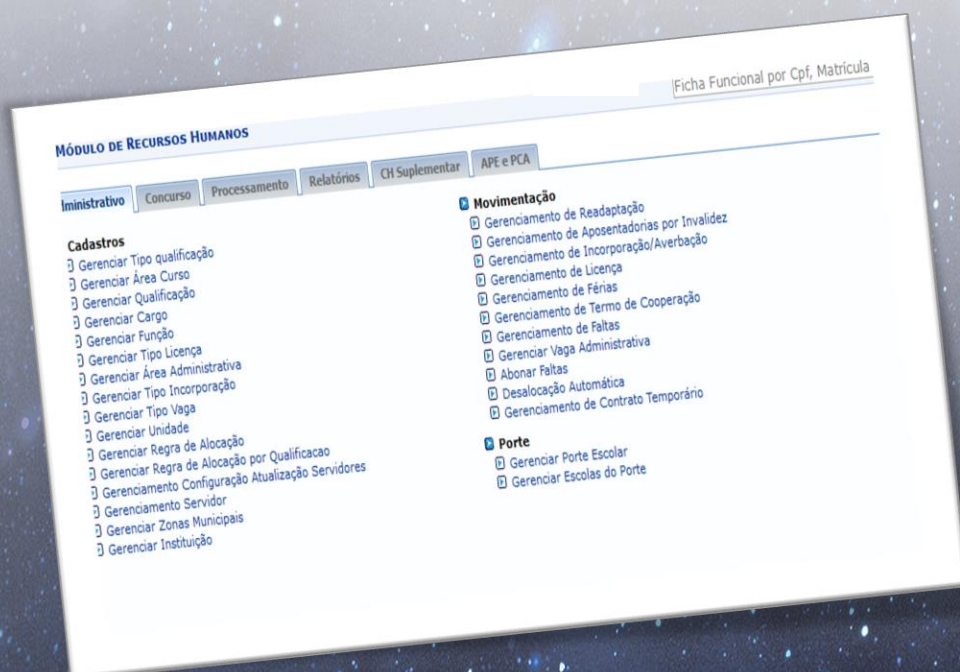 Ficha Funcional por Cpf, Matrícula
MÓDULO DE RECURSOS HUMANOS
lministrativo
Concurso
Processamento
Relatórios
CH Suplementar
APE e PCA
Cadastros
Gerenciar Tipo qualificação
Gerenciar Área Curso
Gerenciar Qualificação
Gerenciar Cargo
Gerenciar Função
Gerenciar Tipo Licença
Gerenciar Área Administrativa
Gerenciar Tipo Incorporação
Gerenciar Tipo Vaga
Gerenciar Unidade
Gerenciar Regra de Alocação
Gerenciar Regra de Alocação por Qualificacao
Gerenciamento Configuração Atualização Servidores
Gerenciamento Servidor
Gerenciar Zonas Municipais
Gerenciar Instituição
Movimentação
Gerenciamento de Readaptação
Gerenciamento de Aposentadorias por Invalidez
Gerenciamento de Incorporação/Averbação
Gerenciamento de Licença
Gerenciamento de Férias
Gerenciamento de Termo de Cooperação
Gerenciamento de Faltas
Gerenciar Vaga Administrativa
Abonar Faltas
Desalocação Automática
Gerenciamento de Contrato Temporário
Porte
Gerenciar Porte Escolar
Gerenciar Escolas do Porte